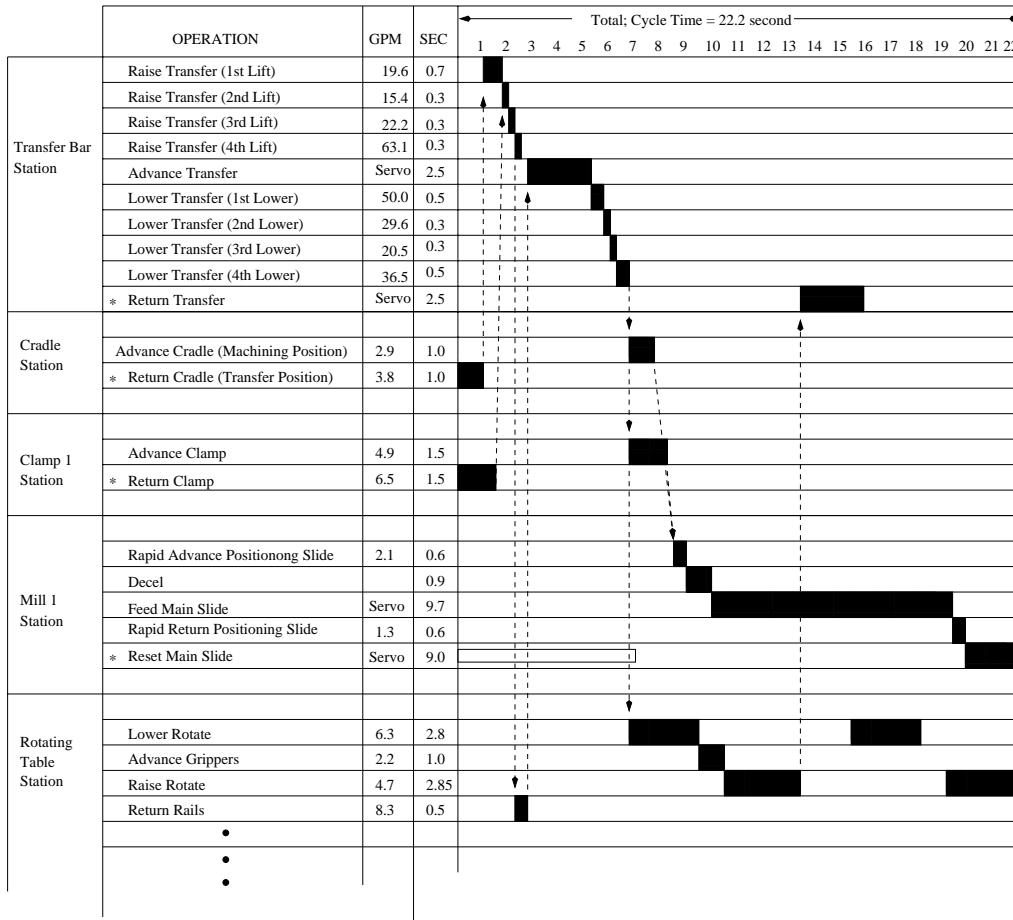 Total; Cycle Time = 22.2 second
OPERATION GPM SEC 1 2 3 4 5 6 7 8 9 10 11 12 13 14 15 16 17 18 19 20 21 22
Transfer Bar Station
Raise Transfer (1st Lift) 19.6 0.7
Raise Transfer (2nd Lift) 15.4 0.3
Raise Transfer (3rd Lift) 22.2 0.3
Raise Transfer (4th Lift) 63.1 0.3
Advance Transfer Servo 2.5
Lower Transfer (1st Lower) 50.0 0.5
Lower Transfer (2nd Lower) 29.6 0.3
Lower Transfer (3rd Lower) 20.5 0.3
Lower Transfer (4th Lower) 36.5 0.5
* Return Transfer Servo 2.5
Cradle Station
Advance Cradle (Machining Position) 2.9 1.0
* Return Cradle (Transfer Position) 3.8 1.0
Clamp 1 Station
Advance Clamp 4.9 1.5
* Return Clamp 6.5 1.5
Mill 1 Station
Rapid Advance Positionong Slide 2.1 0.6
Decel 0.9
Feed Main Slide Servo 9.7
Rapid Return Positioning Slide 1.3 0.6
* Reset Main Slide Servo 9.0
Rotating Table Station
Lower Rotate 6.3 2.8
Advance Grippers 2.2 1.0
Raise Rotate 4.7 2.85
Return Rails 8.3 0.5